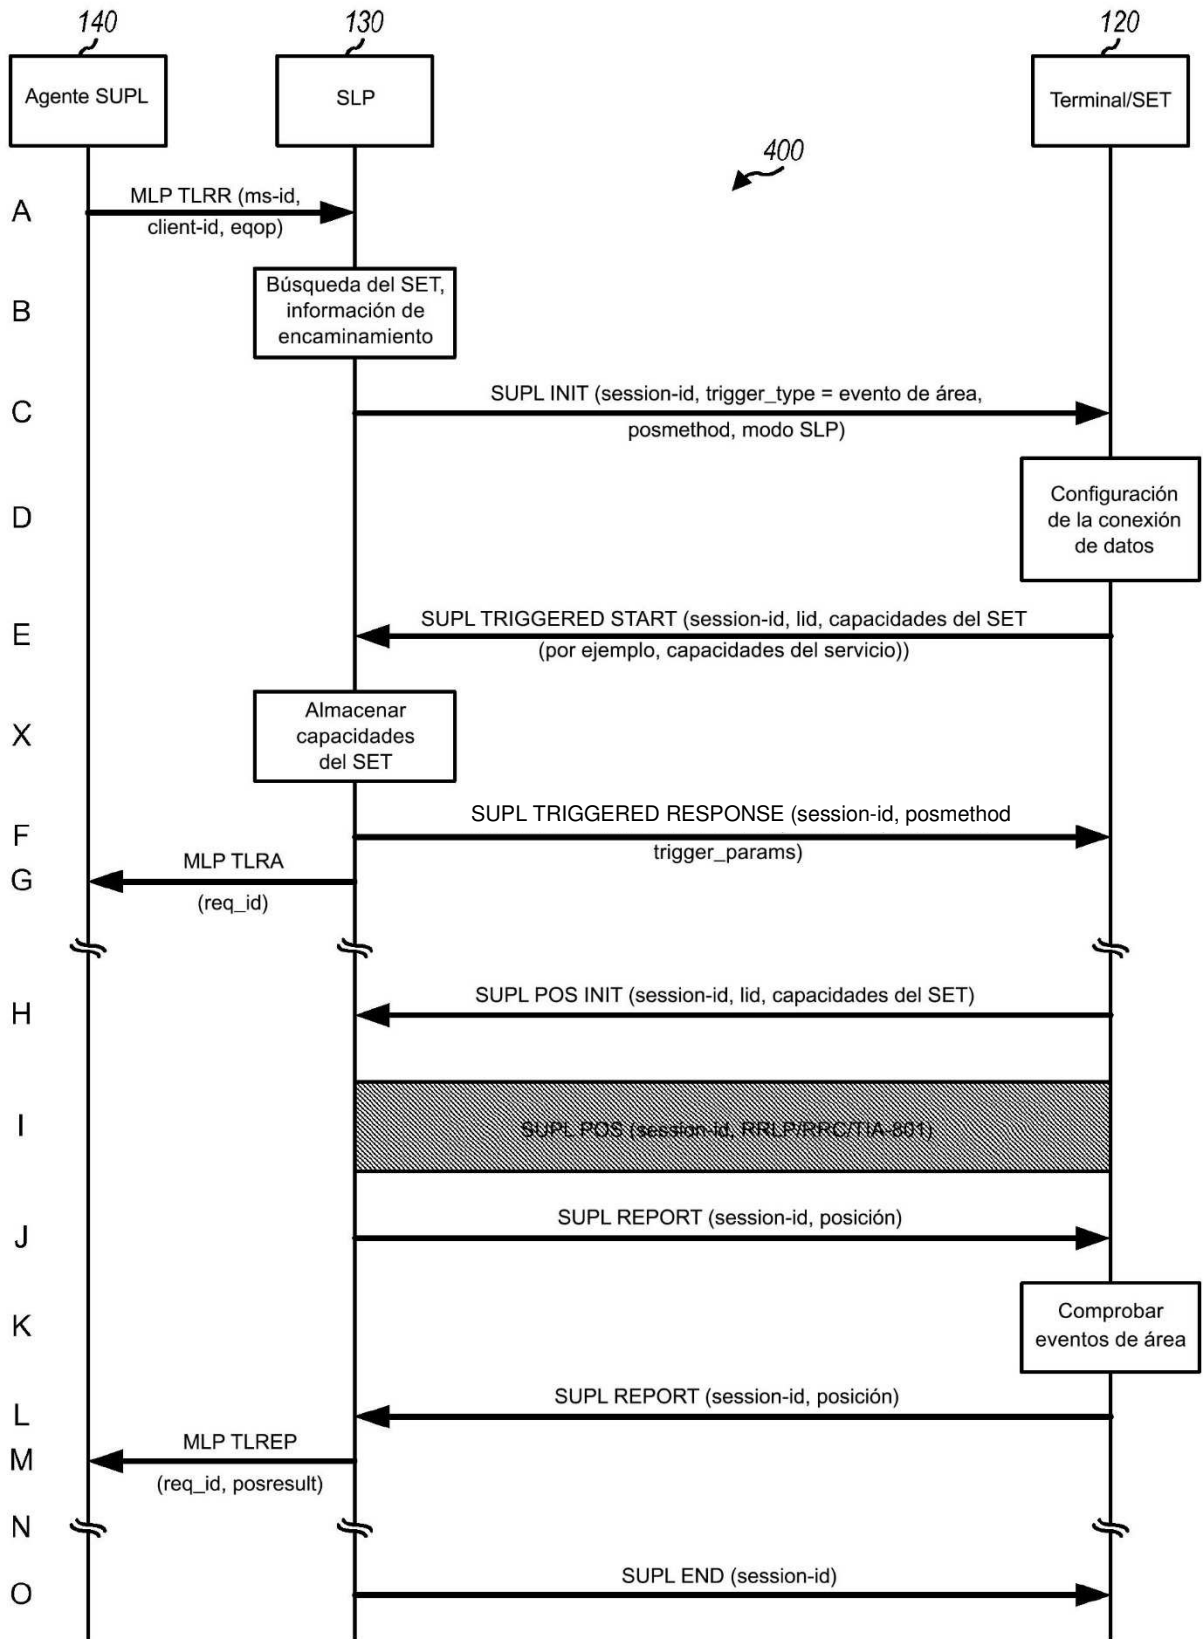 140
130
120
Agente SUPL
SLP
Terminal/SET
400
A
MLP TLRR (ms-id,
client-id, eqop)
B
Búsqueda del SET,
información de
encaminamiento
C
SUPL INIT (session-id, trigger_type = evento de área,
posmethod, modo SLP)
D
Configuración
de la conexión
de datos
E
SUPL TRIGGERED START (session-id, lid, capacidades del SET
(por ejemplo, capacidades del servicio))
X
Almacenar
capacidades
del SET
F
SUPL TRIGGERED RESPONSE (session-id, posmethod
trigger_params)
G
MLP TLRA
(req_id)
H
SUPL POS INIT (session-id, lid, capacidades del SET)
I
SUPL POS (session-id, RRLP/RRC/TIA-801)
J
SUPL REPORT (session-id, posición)
K
Comprobar
eventos de área
L
SUPL REPORT (session-id, posición)
M
MLP TLREP
(req_id, posresult)
N
O
SUPL END (session-id)